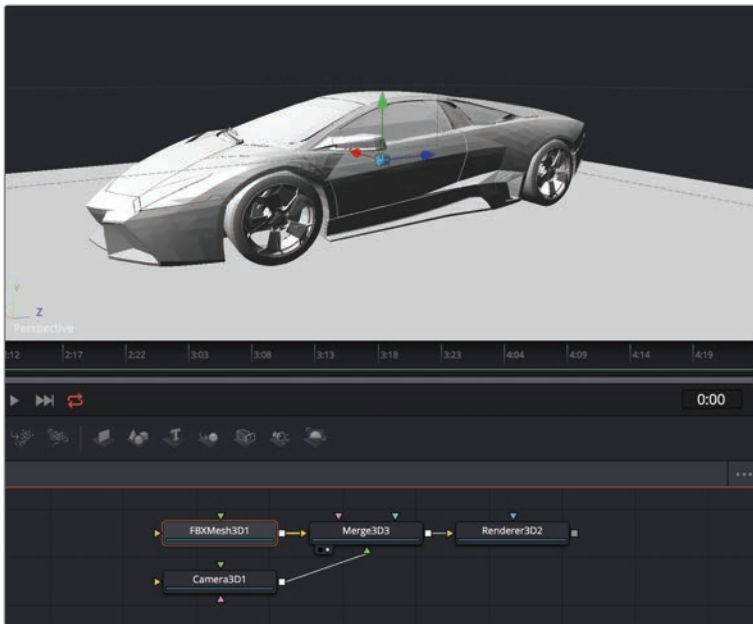 Y
Z
Perspective
2:12 2:17 2:22 3:03 3:08 3:13 3:18 3:23 4:04 4:09 4:14 4:19
0:00
FBXMesh3D1 Merge3D3 Renderer3D2
Camera3D1